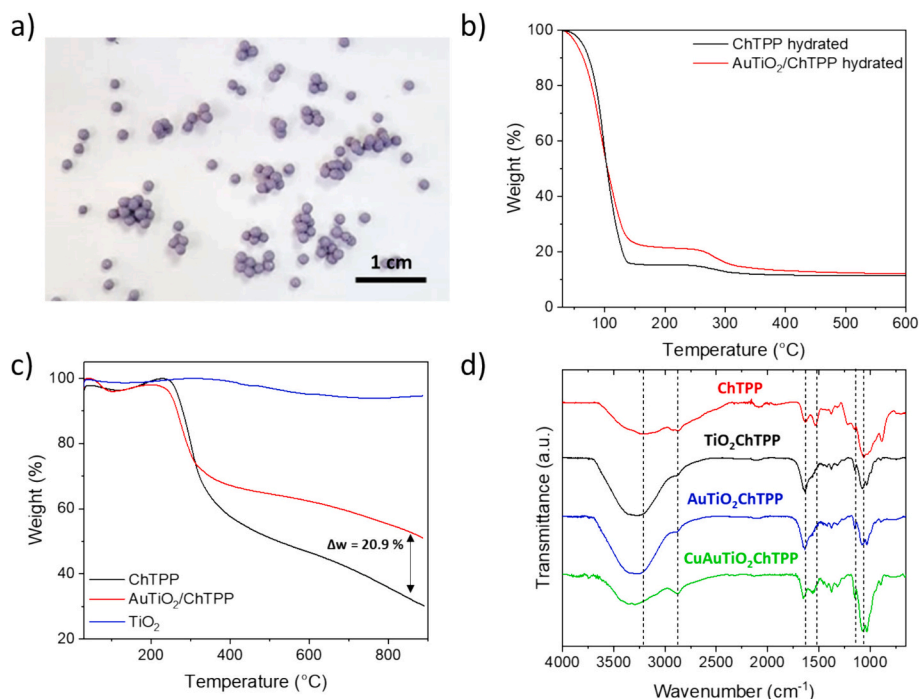 a)
1 cm
b)
ChTPP hydrated
AuTiO₂/ChTPP hydrated
Weight (%)
100
80
60
40
20
0
100 200 300 400 500 600
Temperature (°C)
c)
Weight (%)
100
80
60
40
20
Δw = 20.9 %
ChTPP
AuTiO₂/ChTPP
TiO₂
0 200 400 600 800
Temperature (°C)
d)
Transmittance (a.u.)
ChTPP
TiO₂ChTPP
AuTiO₂ChTPP
CuAuTiO₂ChTPP
4000 3500 3000 2500 2000 1500 1000
Wavenumber (cm⁻¹)